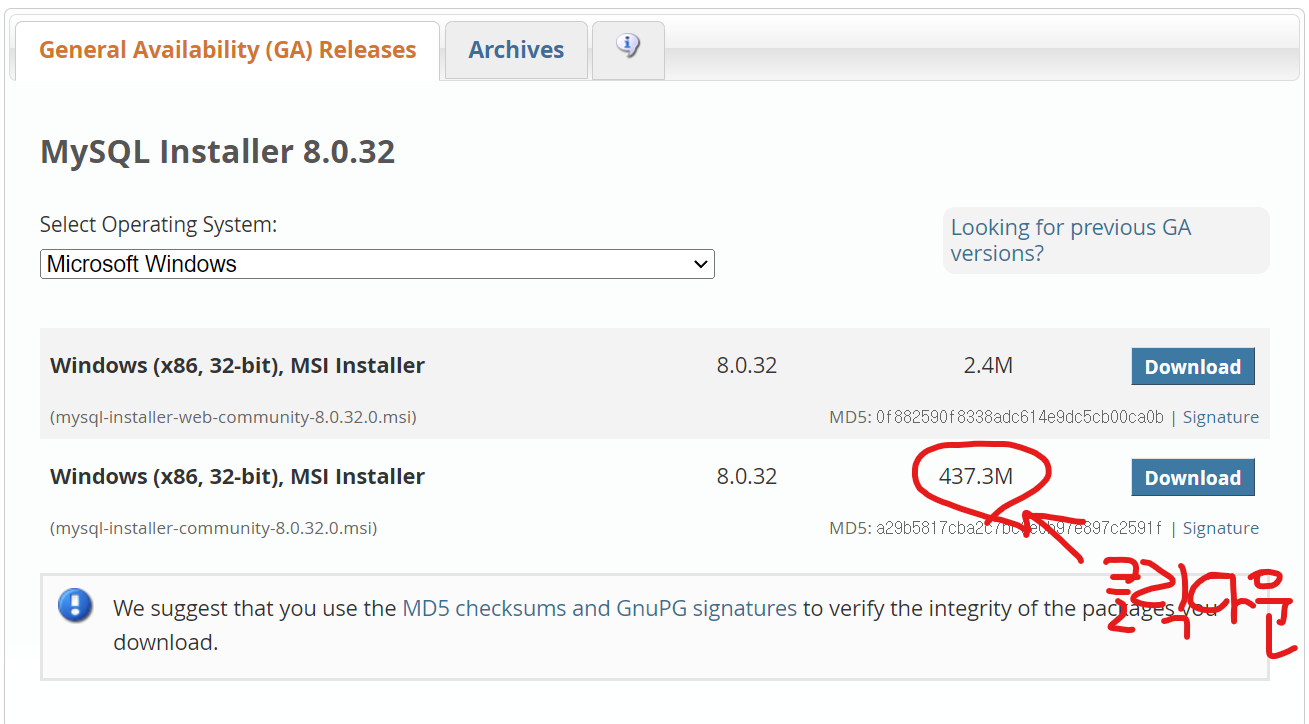 General Availability (GA) Releases
Archives
MySQL Installer 8.0.32
Select Operating System:
Looking for previous GA
versions?
Microsoft Windows
Windows (x86, 32-bit), MSI Installer 8.0.32 2.4M Download
(mysql-installer-web-community-8.0.32.0.msi) MD5: 0f882590f8338adc614e9dc5cb00ca0b | Signature
Windows (x86, 32-bit), MSI Installer 8.0.32 437.3M Download
(mysql-installer-community-8.0.32.0.msi) MD5: | Signature
클릭다운
We suggest that you use the MD5 checksums and GnuPG signatures to verify the integrity of the packages you
download.